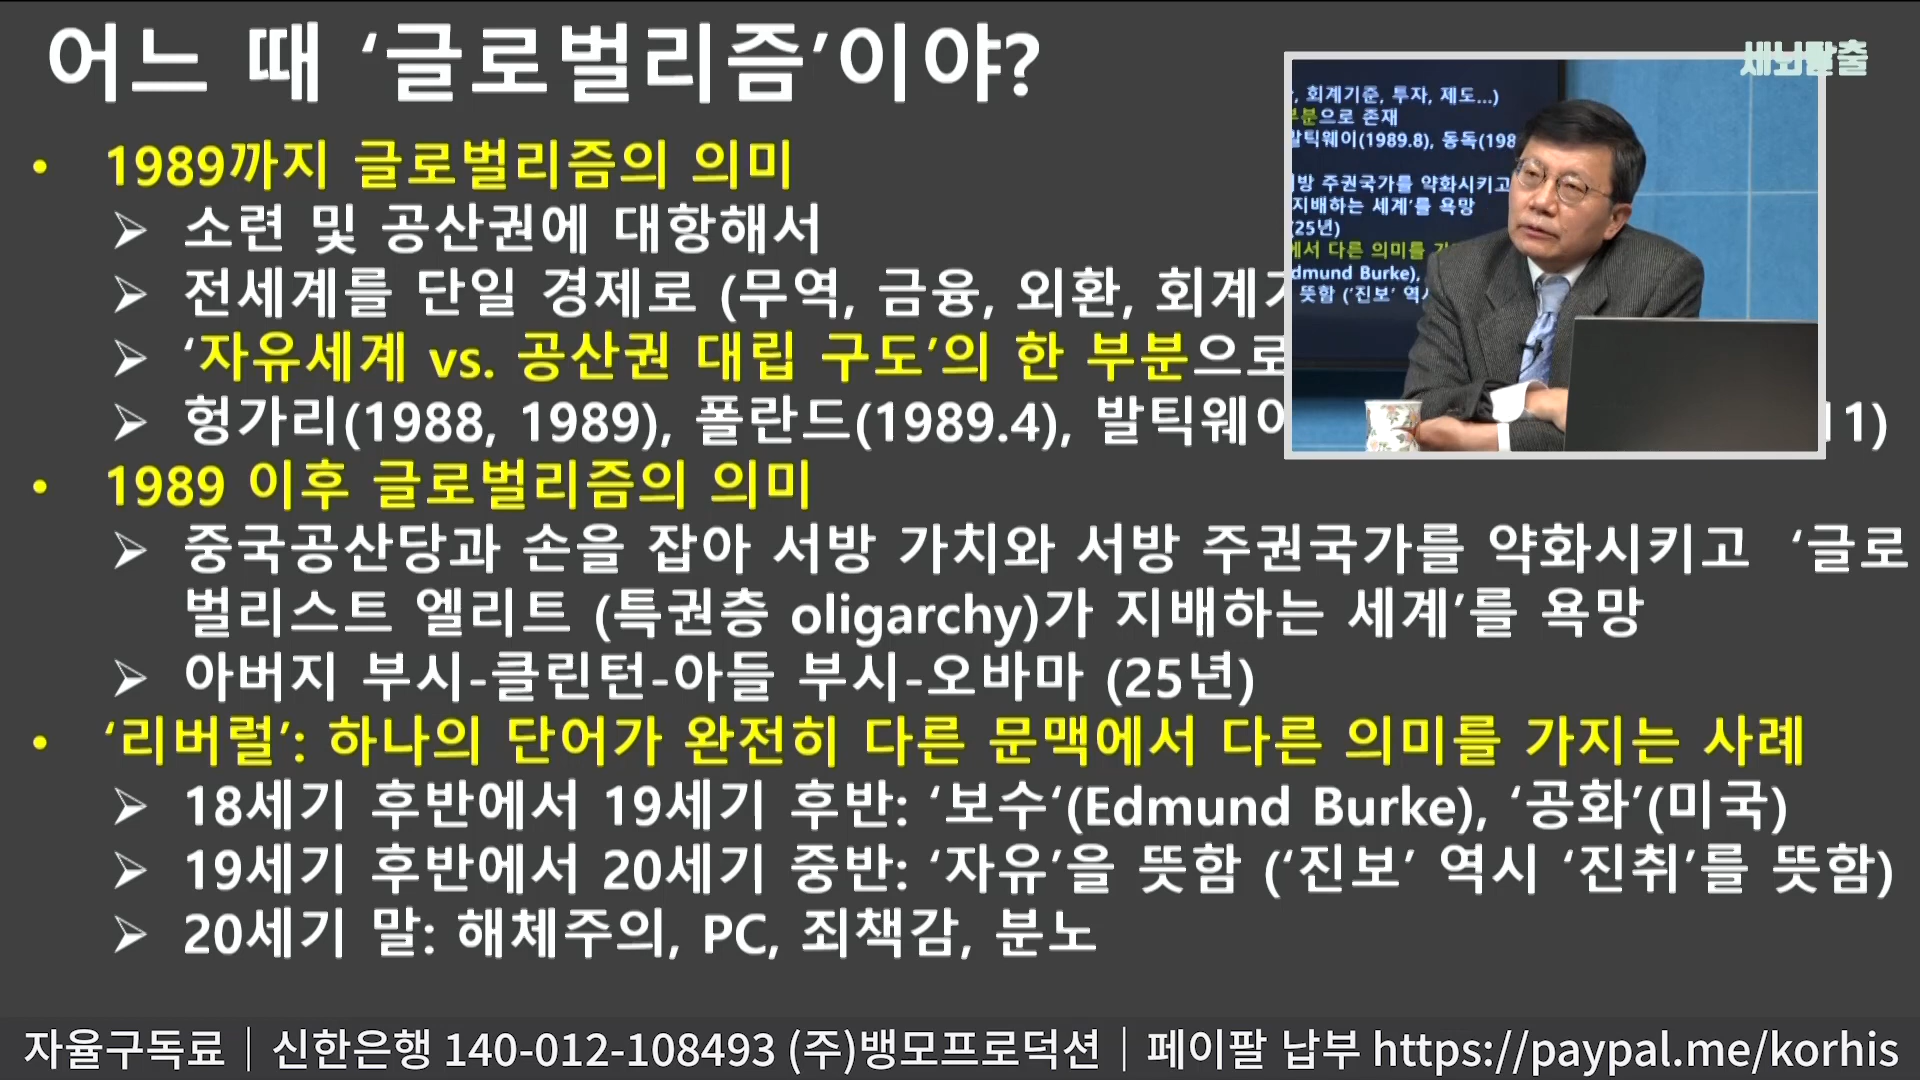 어느 때 ‘글로벌리즘’이야?
세뇌탈출
• 1989까지 글로벌리즘의 의미
➢ 소련 및 공산권에 대항해서
➢ 전세계를 단일 경제로 (무역, 금융, 외환, 회계기
➢ ‘자유세계 vs. 공산권 대립 구도’의 한 부분으로
➢ 헝가리(1988, 1989), 폴란드(1989.4), 발틱웨이
11)
• 1989 이후 글로벌리즘의 의미
➢ 중국공산당과 손을 잡아 서방 가치와 서방 주권국가를 약화시키고 ‘글로
벌리스트 엘리트 (특권층 oligarchy)가 지배하는 세계’를 욕망
➢ 아버지 부시-클린턴-아들 부시-오바마 (25년)
• ‘리버럴’: 하나의 단어가 완전히 다른 문맥에서 다른 의미를 가지는 사례
➢ 18세기 후반에서 19세기 후반: ‘보수‘(Edmund Burke), ‘공화’(미국)
➢ 19세기 후반에서 20세기 중반: ‘자유’을 뜻함 (‘진보’ 역시 ‘진취’를 뜻함)
➢ 20세기 말: 해체주의, PC, 죄책감, 분노
, 회계기준, 투자, 제도...)
부분으로 존재
발틱웨이(1989.8), 동독(198
방 주권국가를 약화시키고
지배하는 세계’를 욕망
(25년)
에서 다른 의미를
dmund Burke),
뜻함 (‘진보’ 역
자율구독료｜신한은행 140-012-108493 (주)뱅모프로덕션｜페이팔 납부 https://paypal.me/korhis